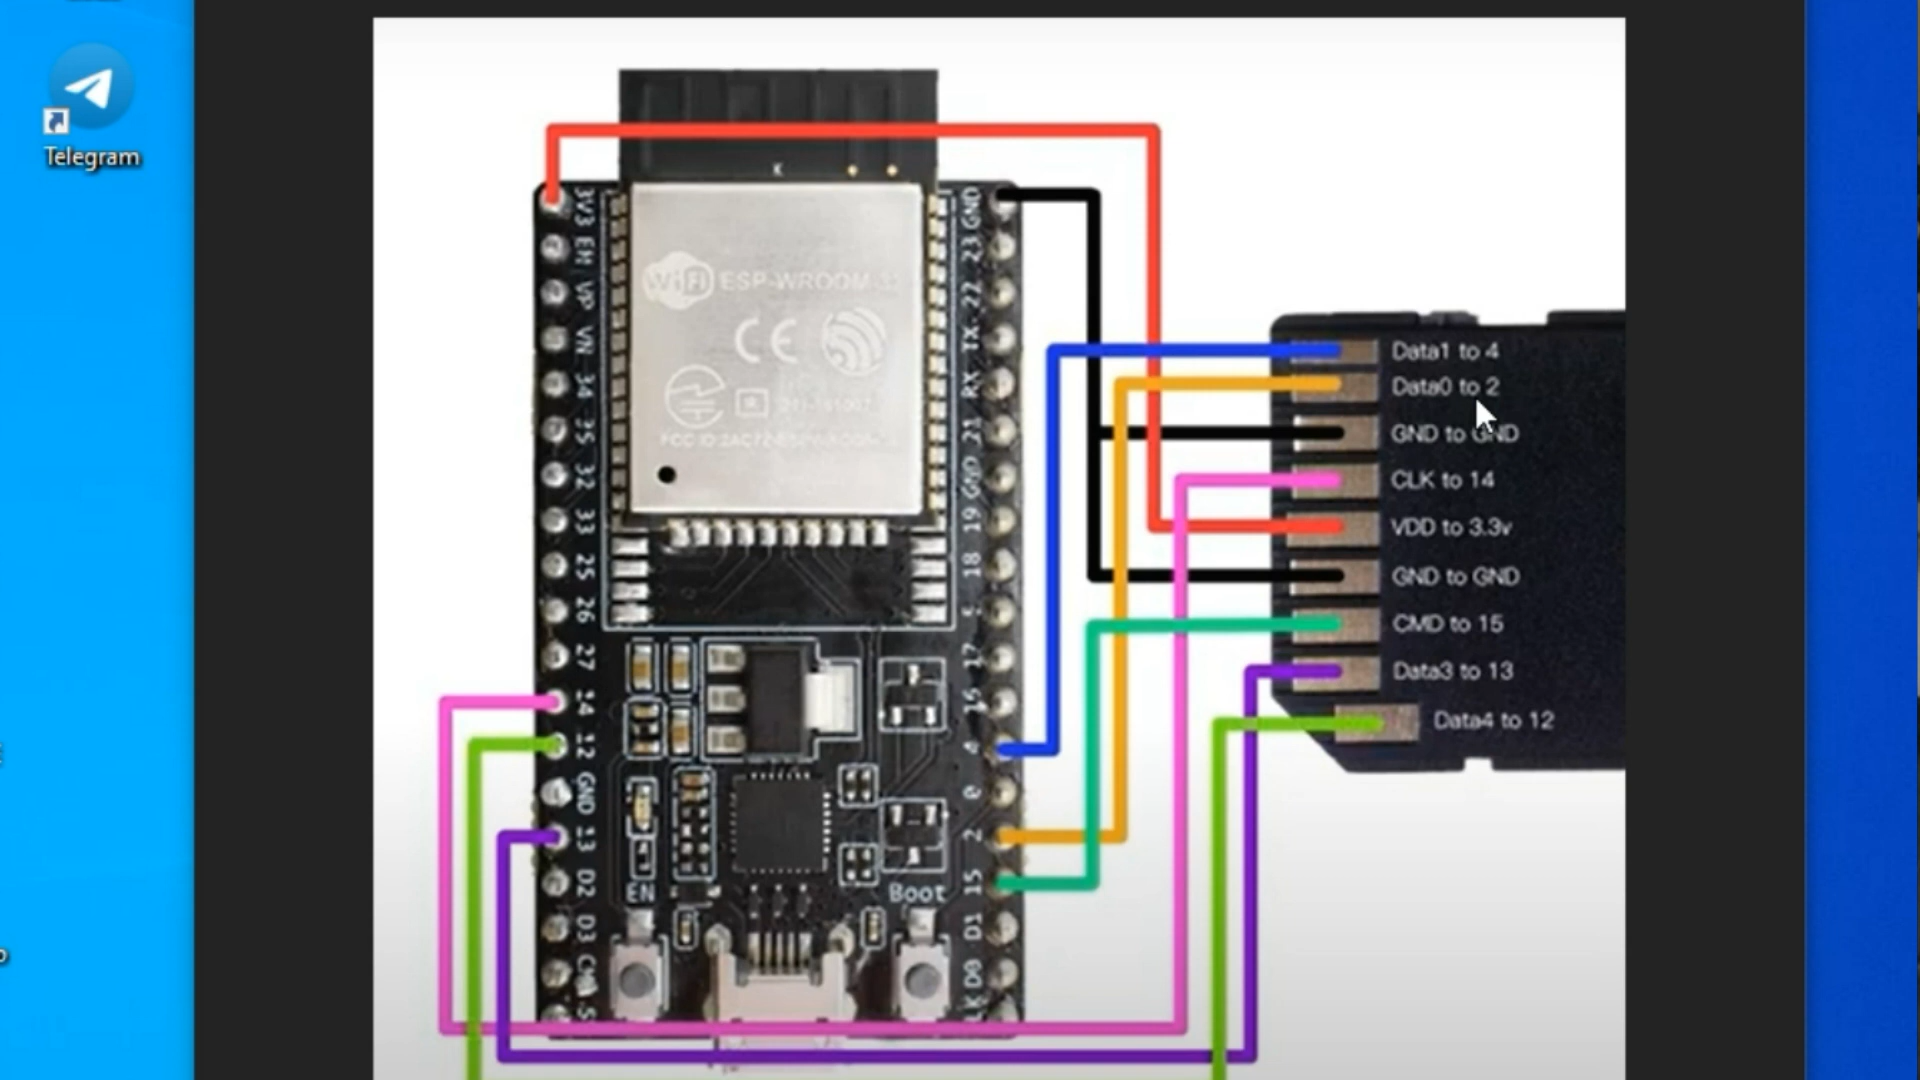 Telegram
K
3V3
EN
VP
VN
34
35
32
33
25
26
27
14
12
GND
13
D2
D3
GND
23
22
TX
RX
21
GND
19
18
5
17
16
4
0
2
15
D1
D0
WiFi ESP-WROOM-32
CE
EN
Boot
Data1 to 4
Data0 to 2
GND to GND
CLK to 14
VDD to 3.3v
GND to GND
CMD to 15
Data3 to 13
Data4 to 12